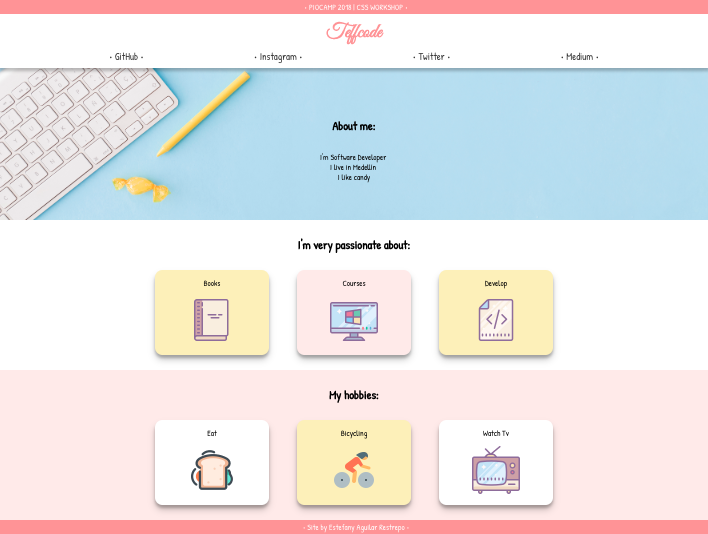 - PIOCAMP 2018 | CSS WORKSHOP -
Teffcode
• GitHub •
• Instagram •
• Twitter •
• Medium •
About me:
I'm Software Developer
I live in Medellín
I like candy
I'm very passionate about:
Books
Courses
Develop
My hobbies:
Eat
Bicycling
Watch Tv
- Site by Estefany Aguilar Restrepo -